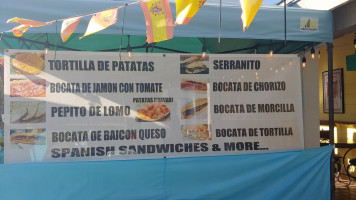 TORTILLA DE PATATAS
BOCATA DE JAMON CON TOMATE
PATATAS BRAVAS
PEPITO DE LOMO
BOCATA DE BAICON QUESO
SERRANITO
BOCATA DE CHORIZO
BOCATA DE MORCILLA
BOCATA DE TORTILLA
SPANISH SANDWICHES & MORE...